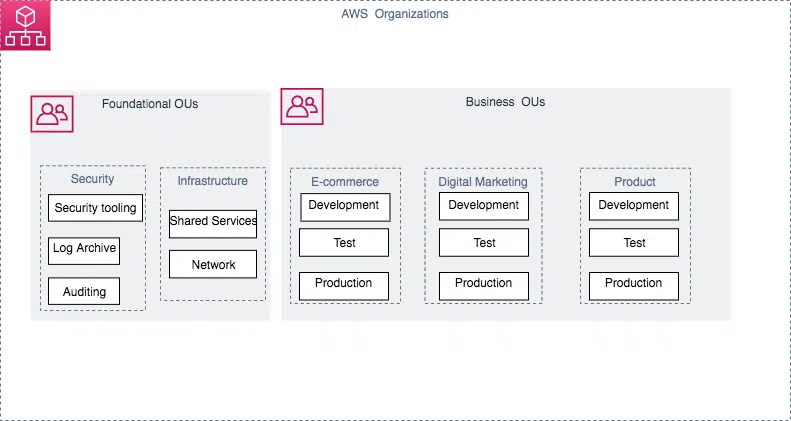 AWS Organizations
Foundational OUs
Security
Security tooling
Log Archive
Auditing
Infrastructure
Shared Services
Network
Business OUs
E-commerce
Development
Test
Production
Digital Marketing
Development
Test
Production
Product
Development
Test
Production